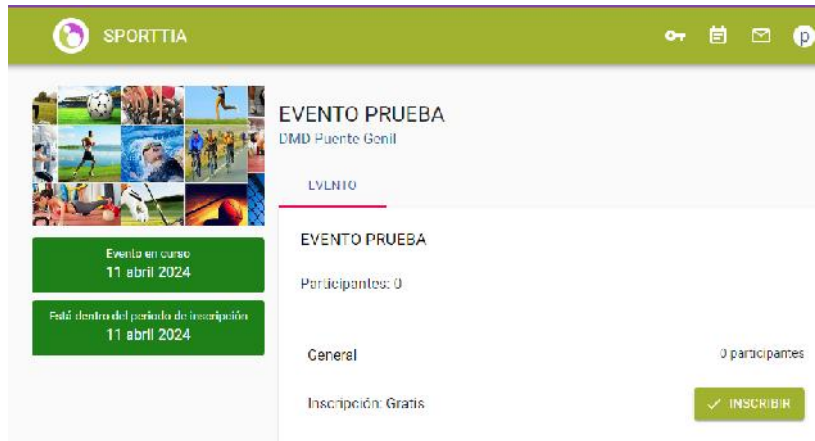 SPORTTIA
p
EVENTO PRUEBA
DMD Puente Genil
EVENTO
Evento en curso
11 abril 2024
Está dentro del periodo de inscripción
11 abril 2024
EVENTO PRUEBA
Participantes: 0
General
0 participantes
Inscripción: Gratis
INSCRIBIR